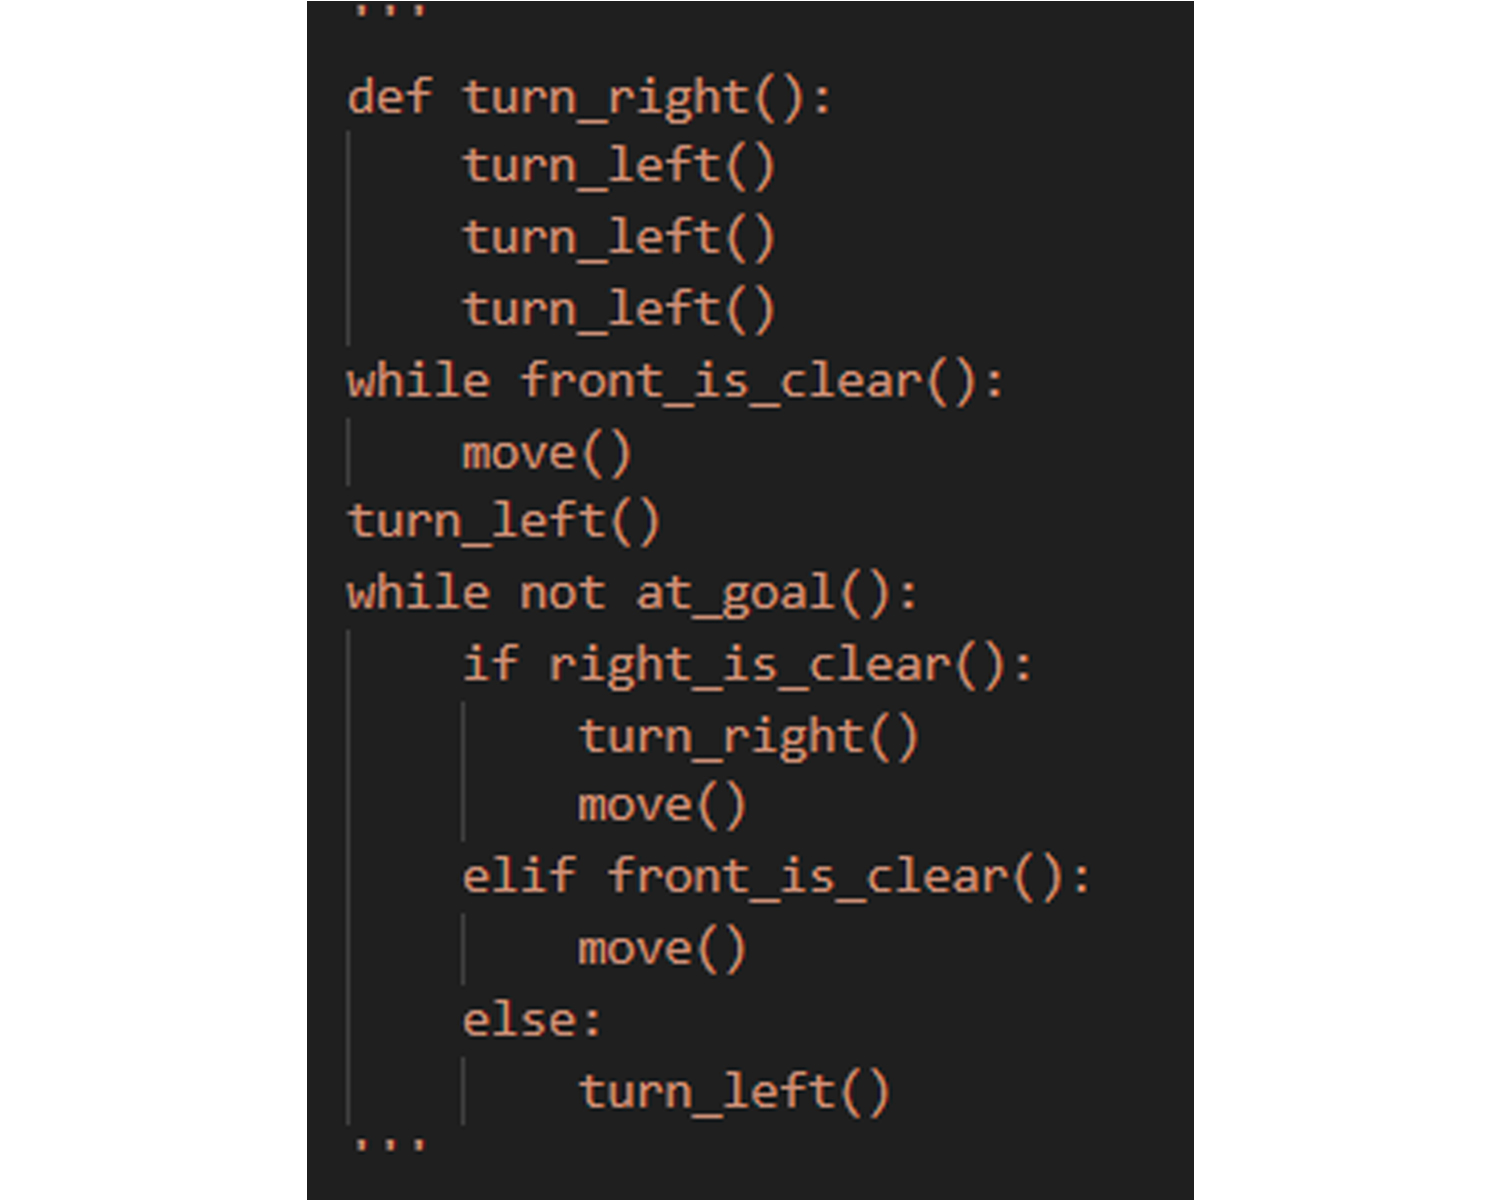 '''
def turn_right():
    turn_left()
    turn_left()
    turn_left()
while front_is_clear():
    move()
turn_left()
while not at_goal():
    if right_is_clear():
        turn_right()
        move()
    elif front_is_clear():
        move()
    else:
        turn_left()
'''